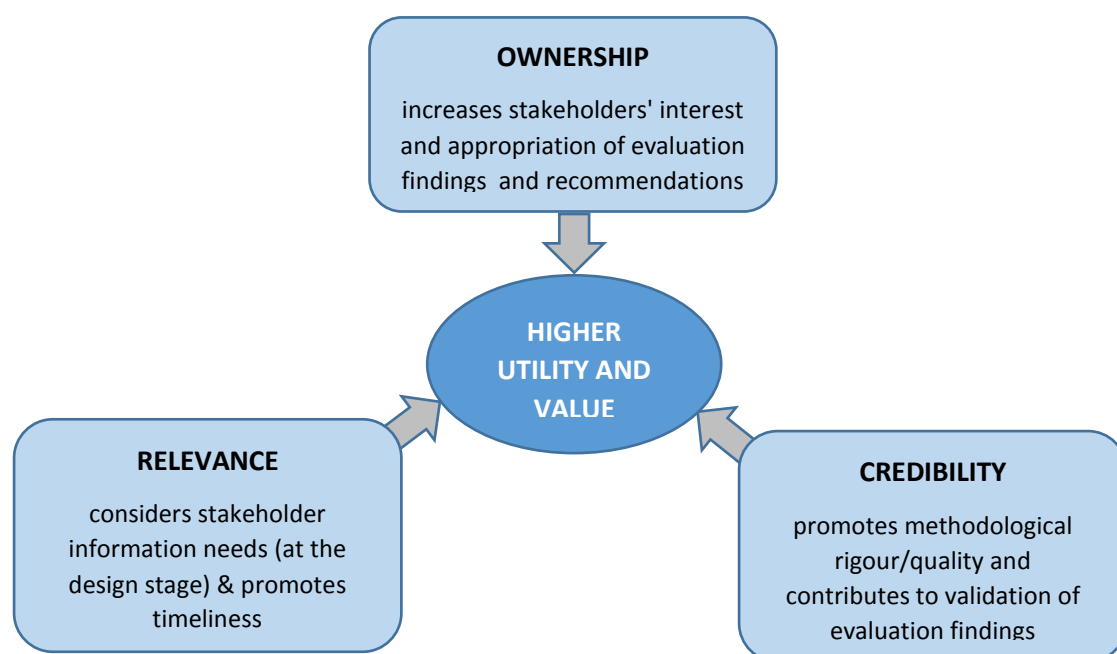 OWNERSHIP
increases stakeholders' interest
and appropriation of evaluation
findings and recommendations
HIGHER
UTILITY AND
VALUE
RELEVANCE
considers stakeholder
information needs (at the
design stage) & promotes
timeliness
CREDIBILITY
promotes methodological
rigour/quality and
contributes to validation of
evaluation findings